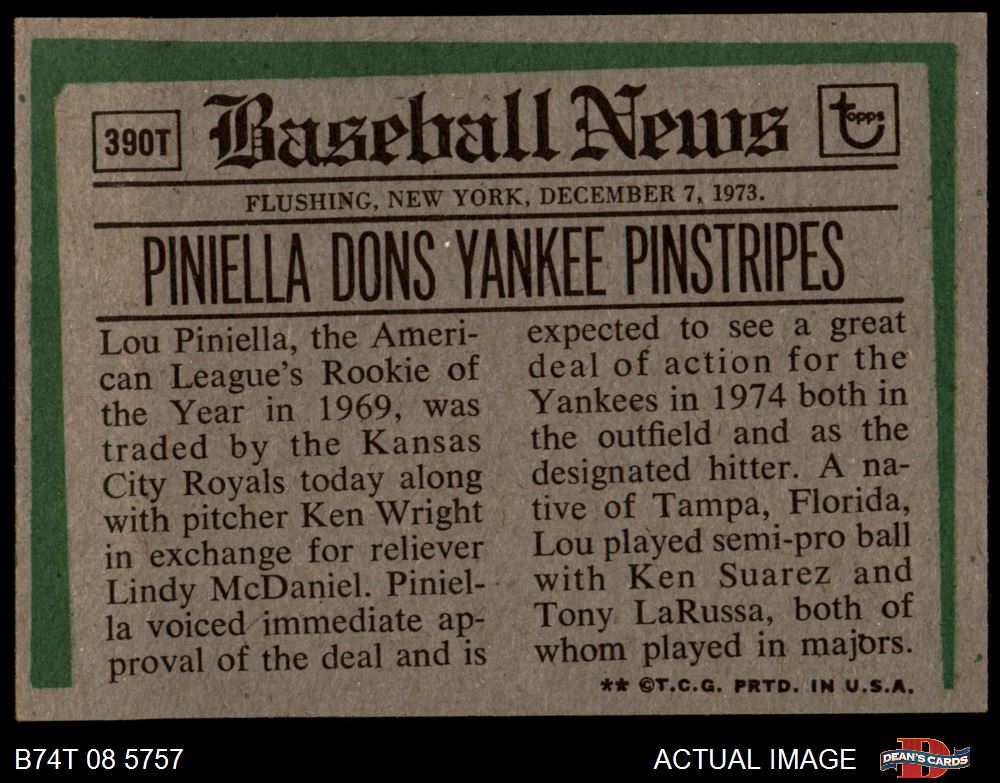 390T
Baseball News
topps
FLUSHING, NEW YORK, DECEMBER 7, 1973.
PINIELLA DONS YANKEE PINSTRIPES
Lou Piniella, the Ameri-
can League's Rookie of
the Year in 1969, was
traded by the Kansas
City Royals today along
with pitcher Ken Wright
in exchange for reliever
Lindy McDaniel. Piniel-
la voiced immediate ap-
proval of the deal and is
expected to see a great
deal of action for the
Yankees in 1974 both in
the outfield and as the
designated hitter. A na-
tive of Tampa, Florida,
Lou played semi-pro ball
with Ken Suarez and
Tony LaRussa, both of
whom played in majors.
** ©T.C.G. PRTD. IN U.S.A.
B74T 08 5757
ACTUAL IMAGE
D
DEAN'S CARDS